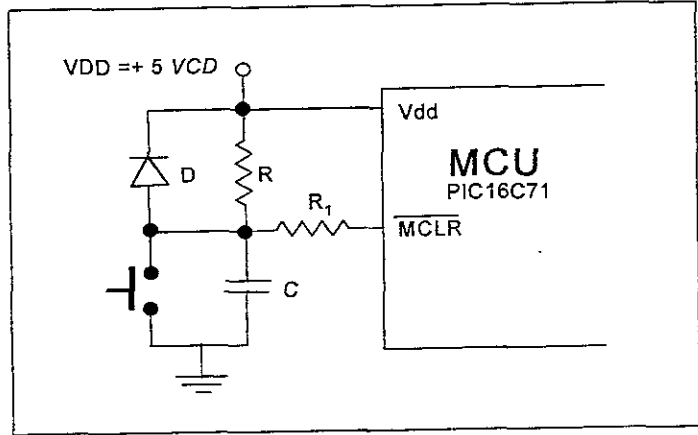 VDD =+ 5 VCD
Vdd
MCU
PIC16C71
D
R
R₁
MCLR
C